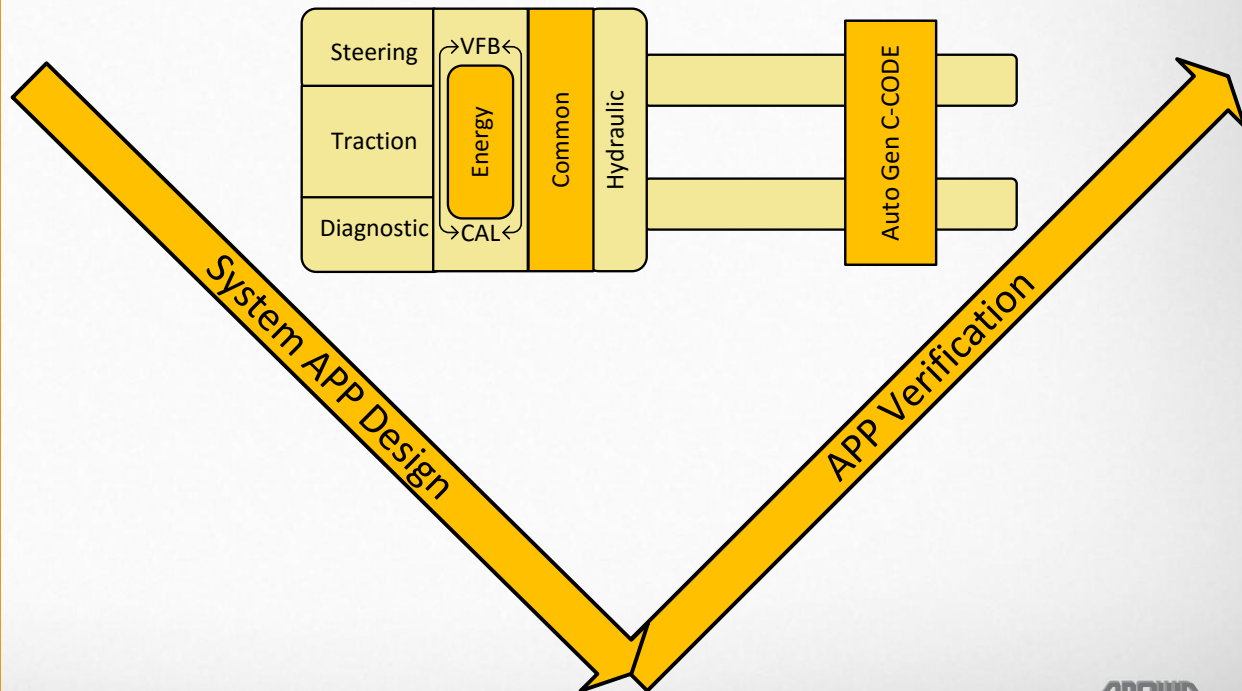 Steering
Traction
Diagnostic
VFB
Energy
CAL
Common
Hydraulic
Auto Gen C-CODE
System APP Design
APP Verification